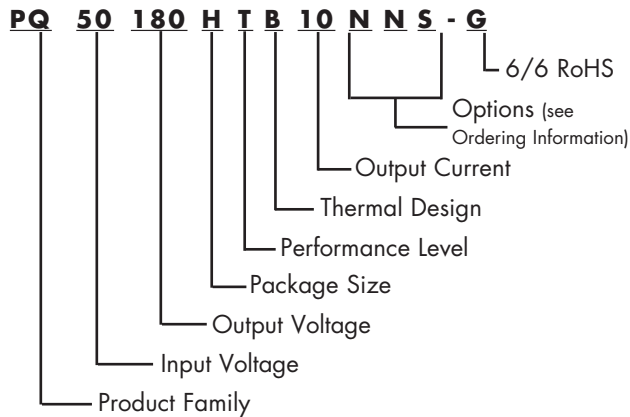 PQ 50 180 H T B 10 N N S - G
6/6 RoHS
Options (see
Ordering Information)
Output Current
Thermal Design
Performance Level
Package Size
Output Voltage
Input Voltage
Product Family